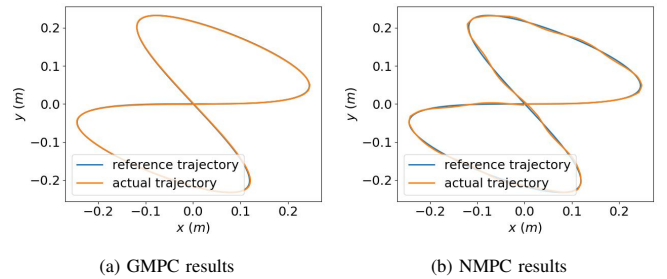 0.2
0.1
0.0
−0.1
−0.2
y (m)
reference trajectory
actual trajectory
−0.2 −0.1 0.0 0.1 0.2
x (m)
(a) GMPC results
0.2
0.1
0.0
−0.1
−0.2
y (m)
reference trajectory
actual trajectory
−0.2 −0.1 0.0 0.1 0.2
x (m)
(b) NMPC results